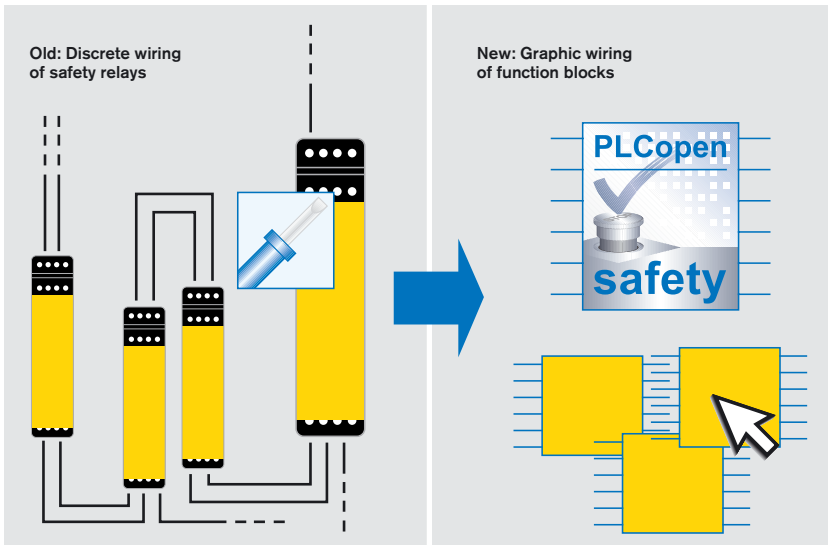 Old: Discrete wiring
of safety relays
New: Graphic wiring
of function blocks
PLCopen
safety